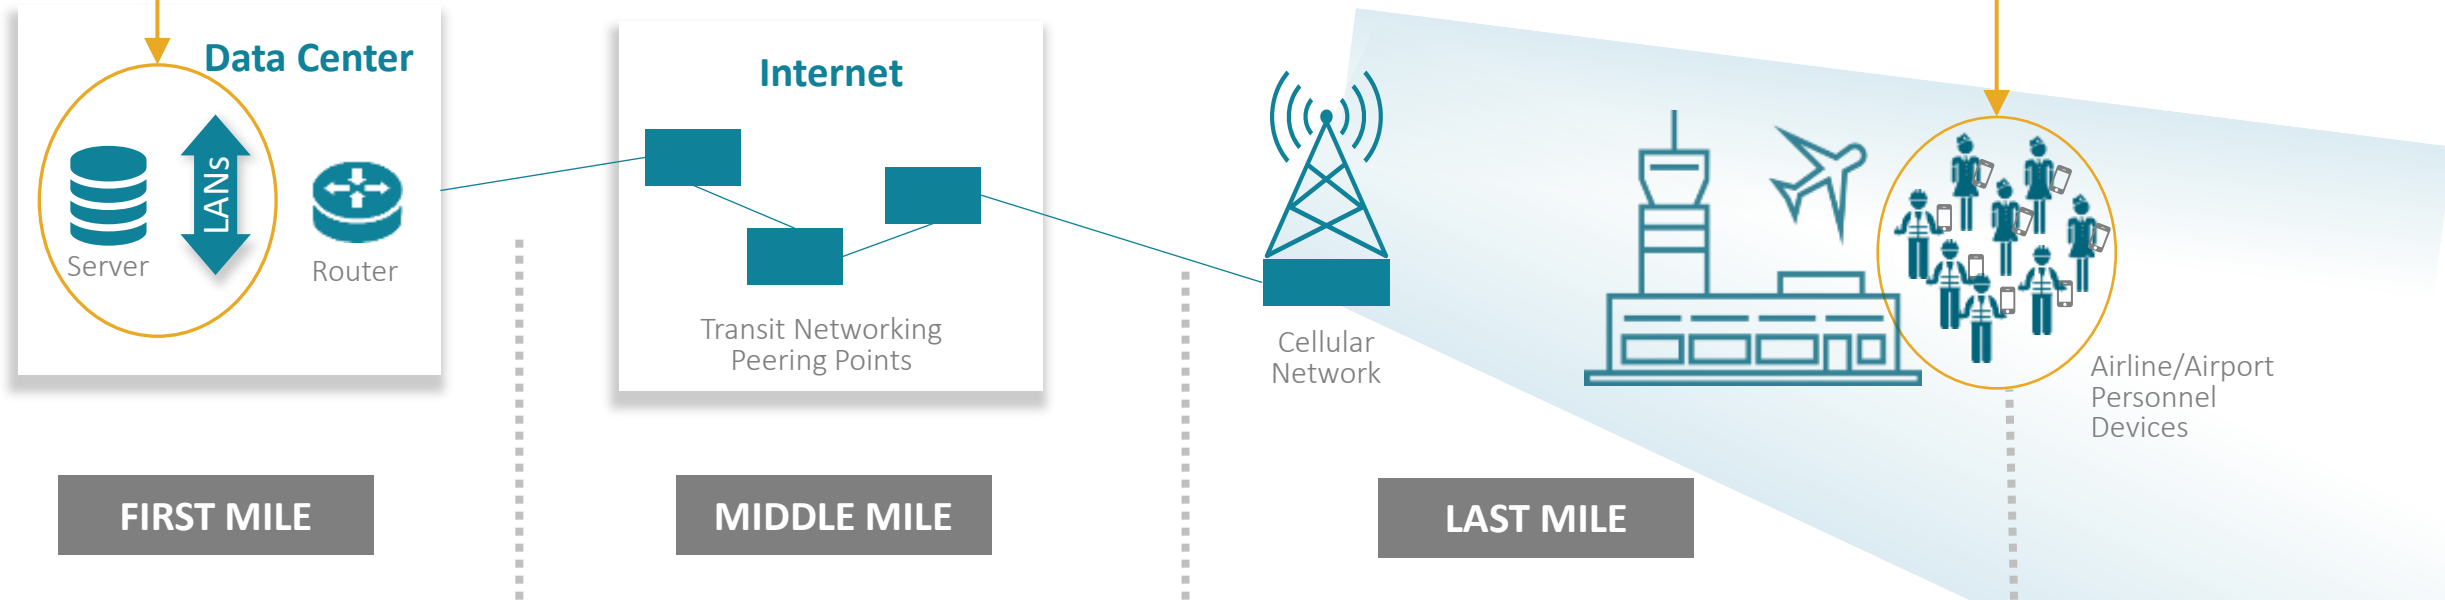 Data Center
LANs
Server
Router
Internet
Transit Networking
Peering Points
Cellular
Network
Airline/Airport
Personnel
Devices
FIRST MILE
MIDDLE MILE
LAST MILE